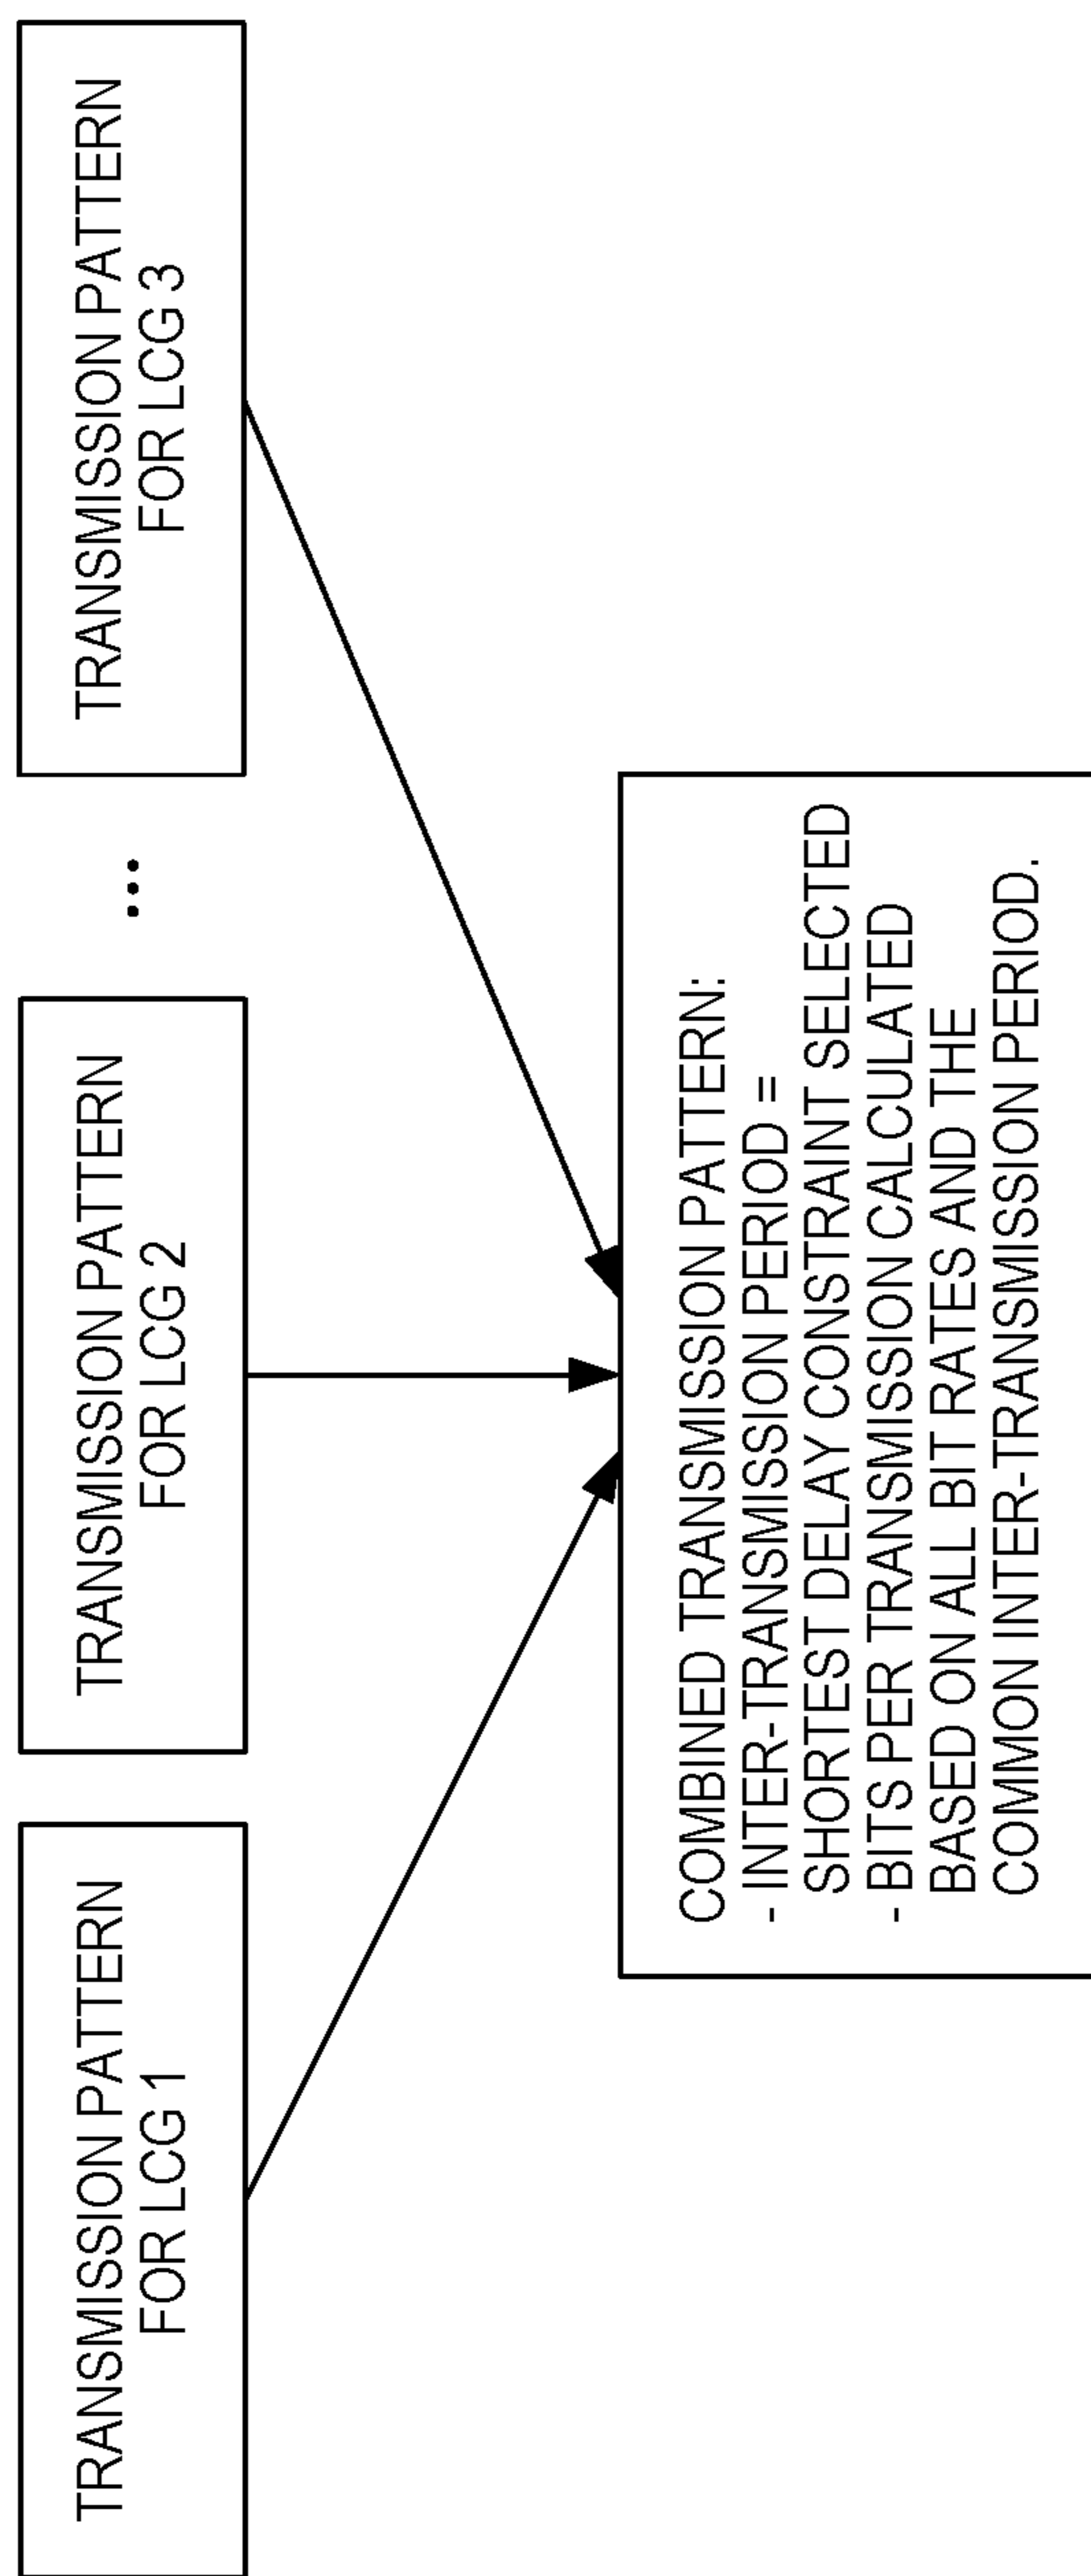 TRANSMISSION PATTERN
FOR LCG 1
TRANSMISSION PATTERN
FOR LCG 2
...
TRANSMISSION PATTERN
FOR LCG 3
COMBINED TRANSMISSION PATTERN:
- INTER-TRANSMISSION PERIOD =
SHORTEST DELAY CONSTRAINT SELECTED
- BITS PER TRANSMISSION CALCULATED
BASED ON ALL BIT RATES AND THE
COMMON INTER-TRANSMISSION PERIOD.